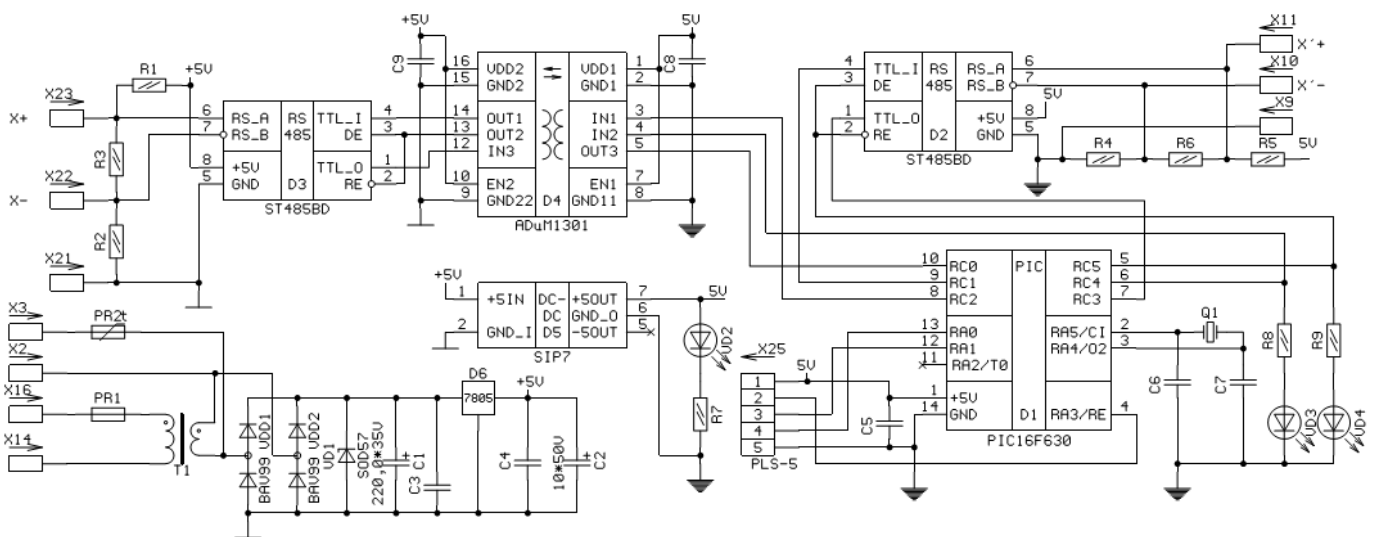 X23
X+
R1
+5V
R3
X22
X-
R2
X21
6 RS_A RS TTL_I 4
7 RS_B 485 DE 3
8 +5V TTL_O 1
5 GND D3 RE 2
ST485BD
+5V
C9
5V
C8
16 VDD2 VDD1 1
15 GND2 GND1 2
14 OUT1 IN1 3
13 OUT2 IN2 4
12 IN3 OUT3 5
10 EN2 EN1 7
9 GND22 D4 GND11 8
ADuM1301
4 TTL_I RS RS_A 6
3 DE 485 RS_B 7
1 TTL_O +5V 8
2 RE D2 GND 5
5V
ST485BD
X11
X´+
X10
X´-
X9
R4
R6
R5
5V
X3
PR2t
X2
X16
PR1
X14
T1
BAV99 VDD1
BAV99 VDD2
VD1
SOD57
220,0*35V
C1
C3
D6
7805
+5V
C4
10*50V
C2
+5V
1 +5IN DC- +5OUT 7
DC GND_O 6
2 GND_I D5 -5OUT 5
SIP7
5V
VD2
R7
X25
1
2
3
4
5
PLS-5
5V
C5
10 RC0 PIC RC5 5
9 RC1 RC4 6
8 RC2 RC3 7
13 RA0 RA5/CI 2
12 RA1 RA4/O2 3
11 RA2/T0
1 +5V RA3/RE 4
14 GND D1
PIC16F630
Q1
C6
C7
R8
R9
VD3
VD4